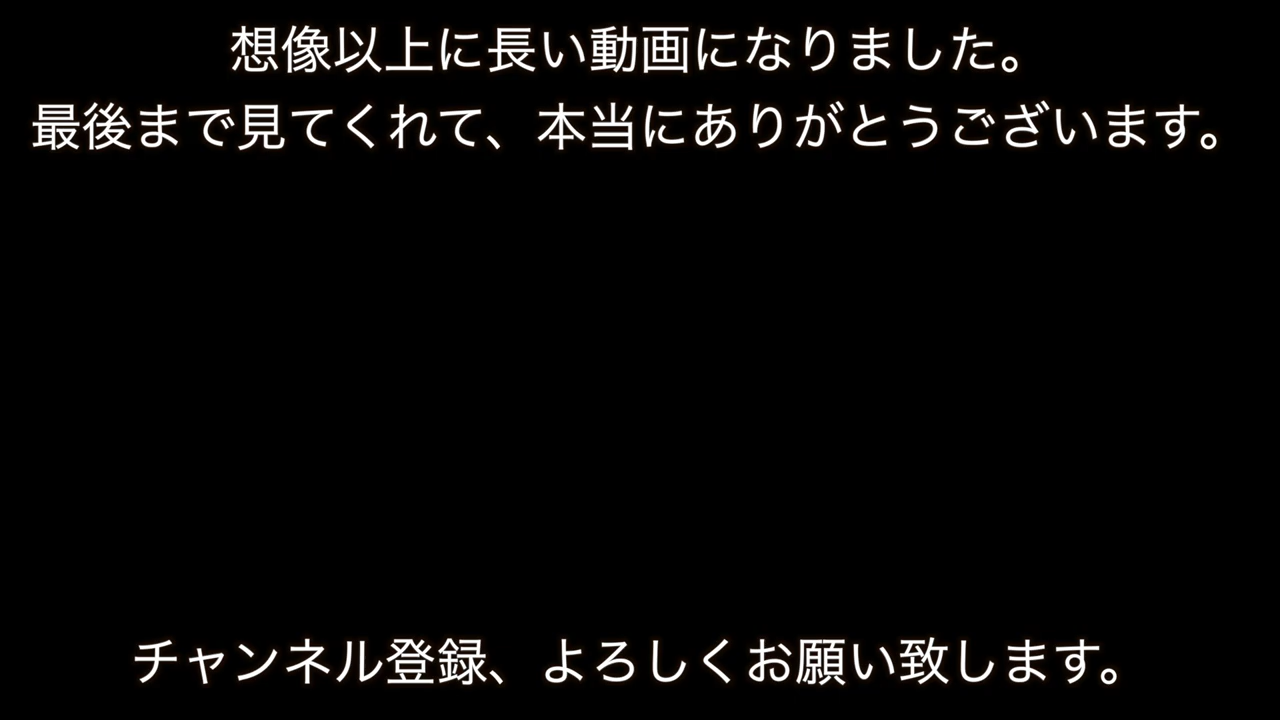 想像以上に長い動画になりました。
最後まで見てくれて、本当にありがとうございます。
チャンネル登録、よろしくお願い致します。